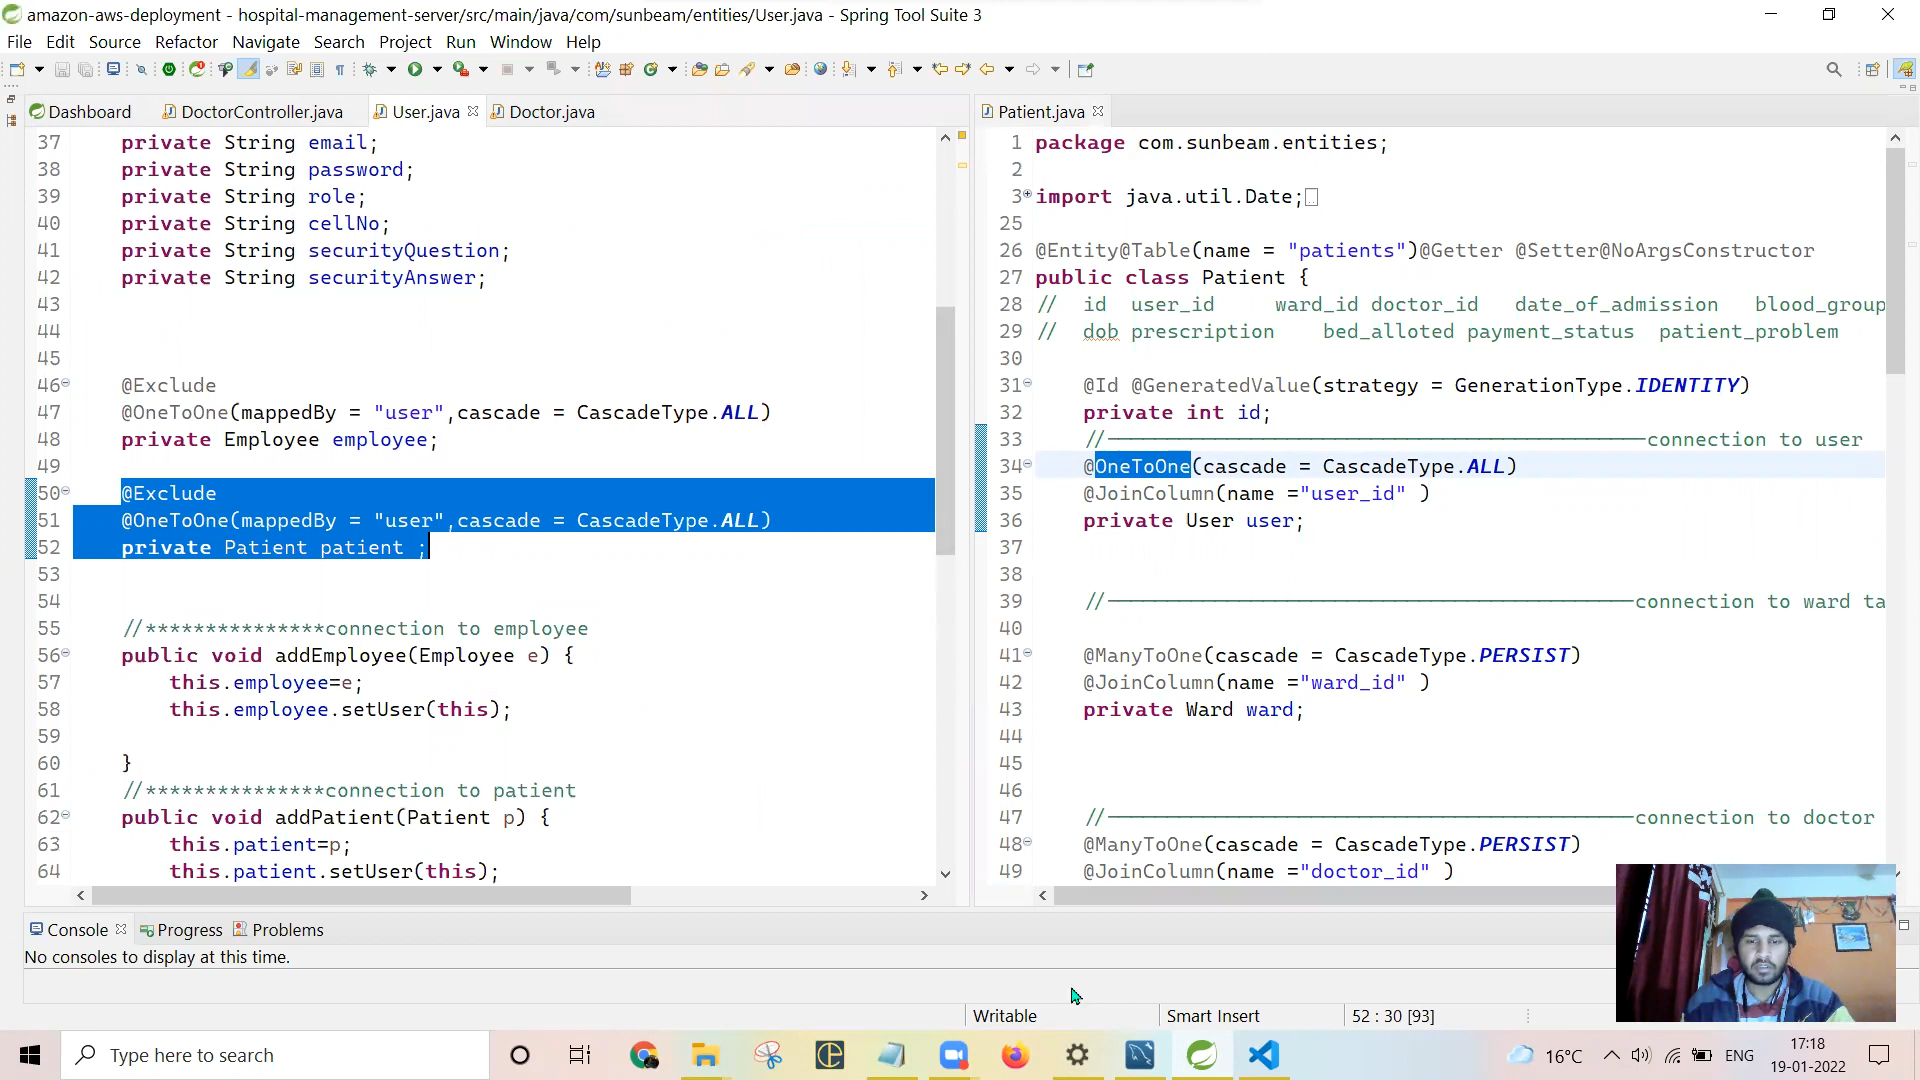 amazon-aws-deployment - hospital-management-server/src/main/java/com/sunbeam/entities/User.java - Spring Tool Suite 3
File Edit Source Refactor Navigate Search Project Run Window Help
Dashboard DoctorController.java User.java Doctor.java
37 private String email;
38 private String password;
39 private String role;
40 private String cellNo;
41 private String securityQuestion;
42 private String securityAnswer;
43
44
45
46 @Exclude
47 @OneToOne(mappedBy = "user",cascade = CascadeType.ALL)
48 private Employee employee;
49
50 @Exclude
51 @OneToOne(mappedBy = "user",cascade = CascadeType.ALL)
52 private Patient patient ;
53
54
55 //***************connection to employee
56 public void addEmployee(Employee e) {
57 this.employee=e;
58 this.employee.setUser(this);
59
60 }
61 //***************connection to patient
62 public void addPatient(Patient p) {
63 this.patient=p;
64 this.patient.setUser(this);
Patient.java
1 package com.sunbeam.entities;
2
3 import java.util.Date;
25
26 @Entity@Table(name = "patients")@Getter @Setter@NoArgsConstructor
27 public class Patient {
28 // id user_id ward_id doctor_id date_of_admission blood_group
29 // dob prescription bed_alloted payment_status patient_problem
30
31 @Id @GeneratedValue(strategy = GenerationType.IDENTITY)
32 private int id;
33 //—————————————————————————————connection to user
34 @OneToOne(cascade = CascadeType.ALL)
35 @JoinColumn(name ="user_id" )
36 private User user;
37
38
39 //—————————————————————————————connection to ward ta
40
41 @ManyToOne(cascade = CascadeType.PERSIST)
42 @JoinColumn(name ="ward_id" )
43 private Ward ward;
44
45
46
47 //—————————————————————————————connection to doctor
48 @ManyToOne(cascade = CascadeType.PERSIST)
49 @JoinColumn(name ="doctor_id" )
Console Progress Problems
No consoles to display at this time.
Writable Smart Insert 52 : 30 [93]
Type here to search
16°C ENG
17:18
19-01-2022